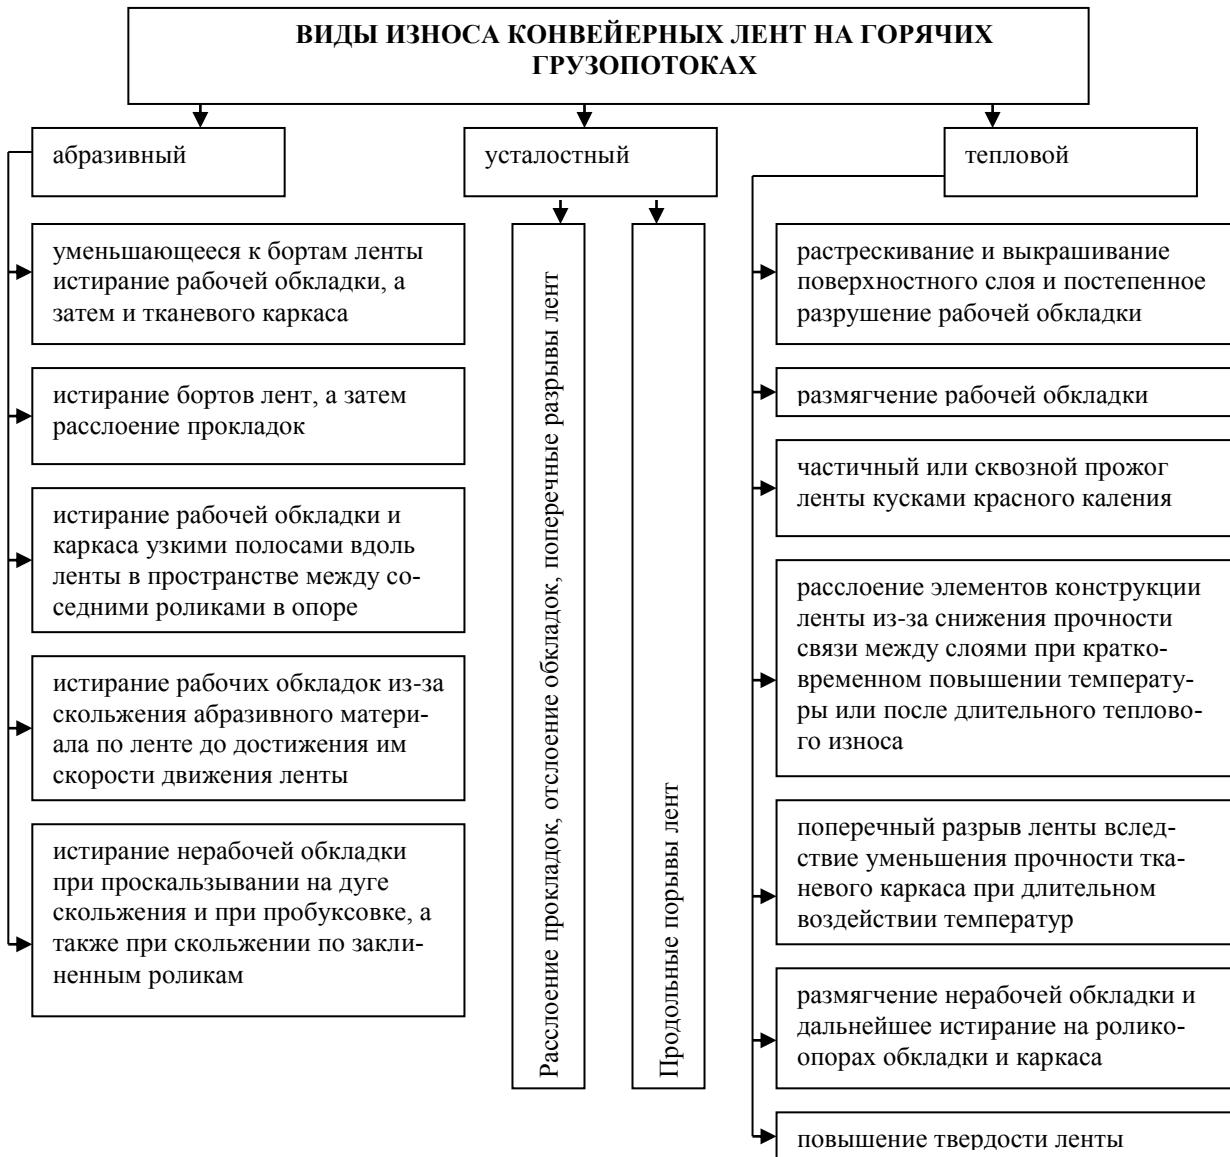 ВИДЫ ИЗНОСА КОНВЕЙЕРНЫХ ЛЕНТ НА ГОРЯЧИХ
ГРУЗОПОТОКАХ
абразивный
уменьшающееся к бортам ленты
истирание рабочей обкладки, а
затем и тканевого каркаса
истирание бортов лент, а затем
расслоение прокладок
истирание рабочей обкладки и
каркаса узкими полосами вдоль
ленты в пространстве между со-
седними роликами в опоре
истирание рабочих обкладок из-за
скольжения абразивного матери-
ала по ленте до достижения им
скорости движения ленты
истирание нерабочей обкладки
при проскальзывании на дуге
скольжения и при пробуксовке, а
также при скольжении по закли-
ненным роликам
усталостный
Расслоение прокладок, отслоение обкладок, поперечные разрывы лент
Продольные порывы лент
тепловой
растрескивание и выкрашивание
поверхностного слоя и постепенное
разрушение рабочей обкладки
размягчение рабочей обкладки
частичный или сквозной прожог
ленты кусками красного каления
расслоение элементов конструкции
ленты из-за снижения прочности
связи между слоями при кратко-
временном повышении температу-
ры или после длительного теплово-
го износа
поперечный разрыв ленты вслед-
ствие уменьшения прочности тка-
невого каркаса при длительном
воздействии температур
размягчение нерабочей обкладки и
дальнейшее истирание на ролико-
опорах обкладки и каркаса
повышение твердости ленты